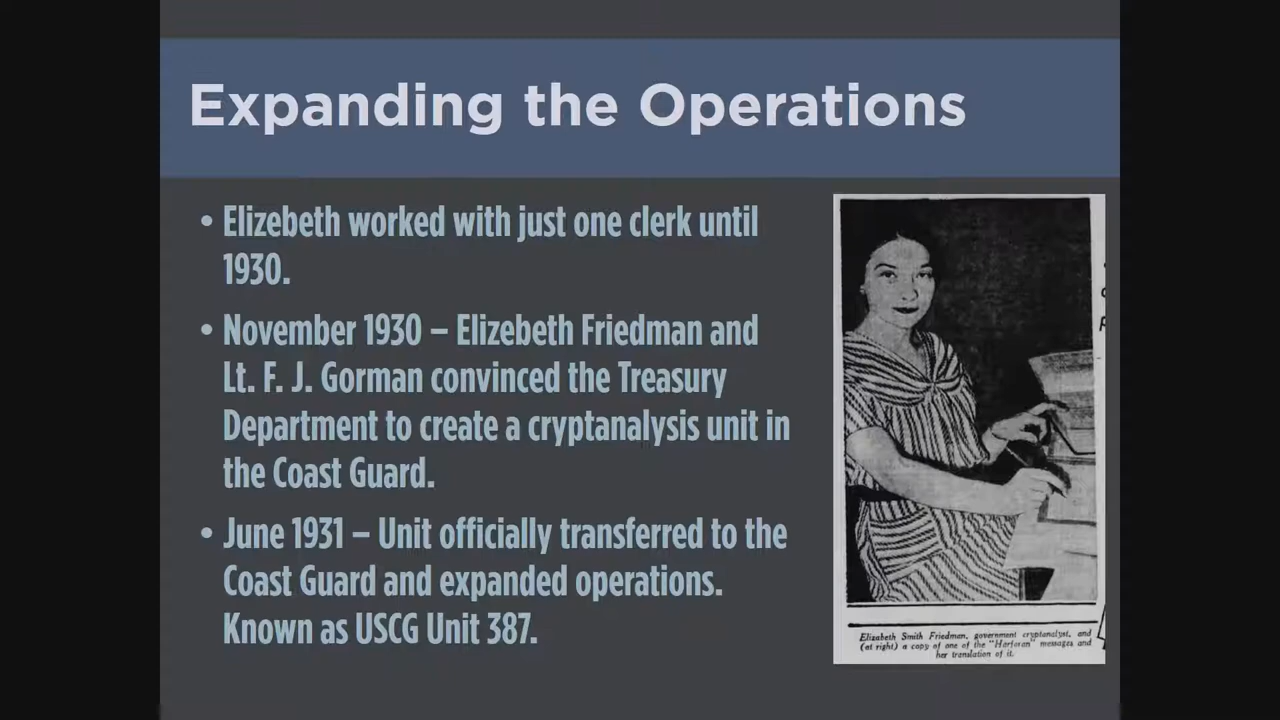 Expanding the Operations
• Elizebeth worked with just one clerk until
1930.
• November 1930 – Elizebeth Friedman and
Lt. F. J. Gorman convinced the Treasury
Department to create a cryptanalysis unit in
the Coast Guard.
• June 1931 – Unit officially transferred to the
Coast Guard and expanded operations.
Known as USCG Unit 387.
Elizabeth Smith Friedman, government cryptanalyst, and
(at right) a copy of one of the "Harforan" messages and
her translation of it.